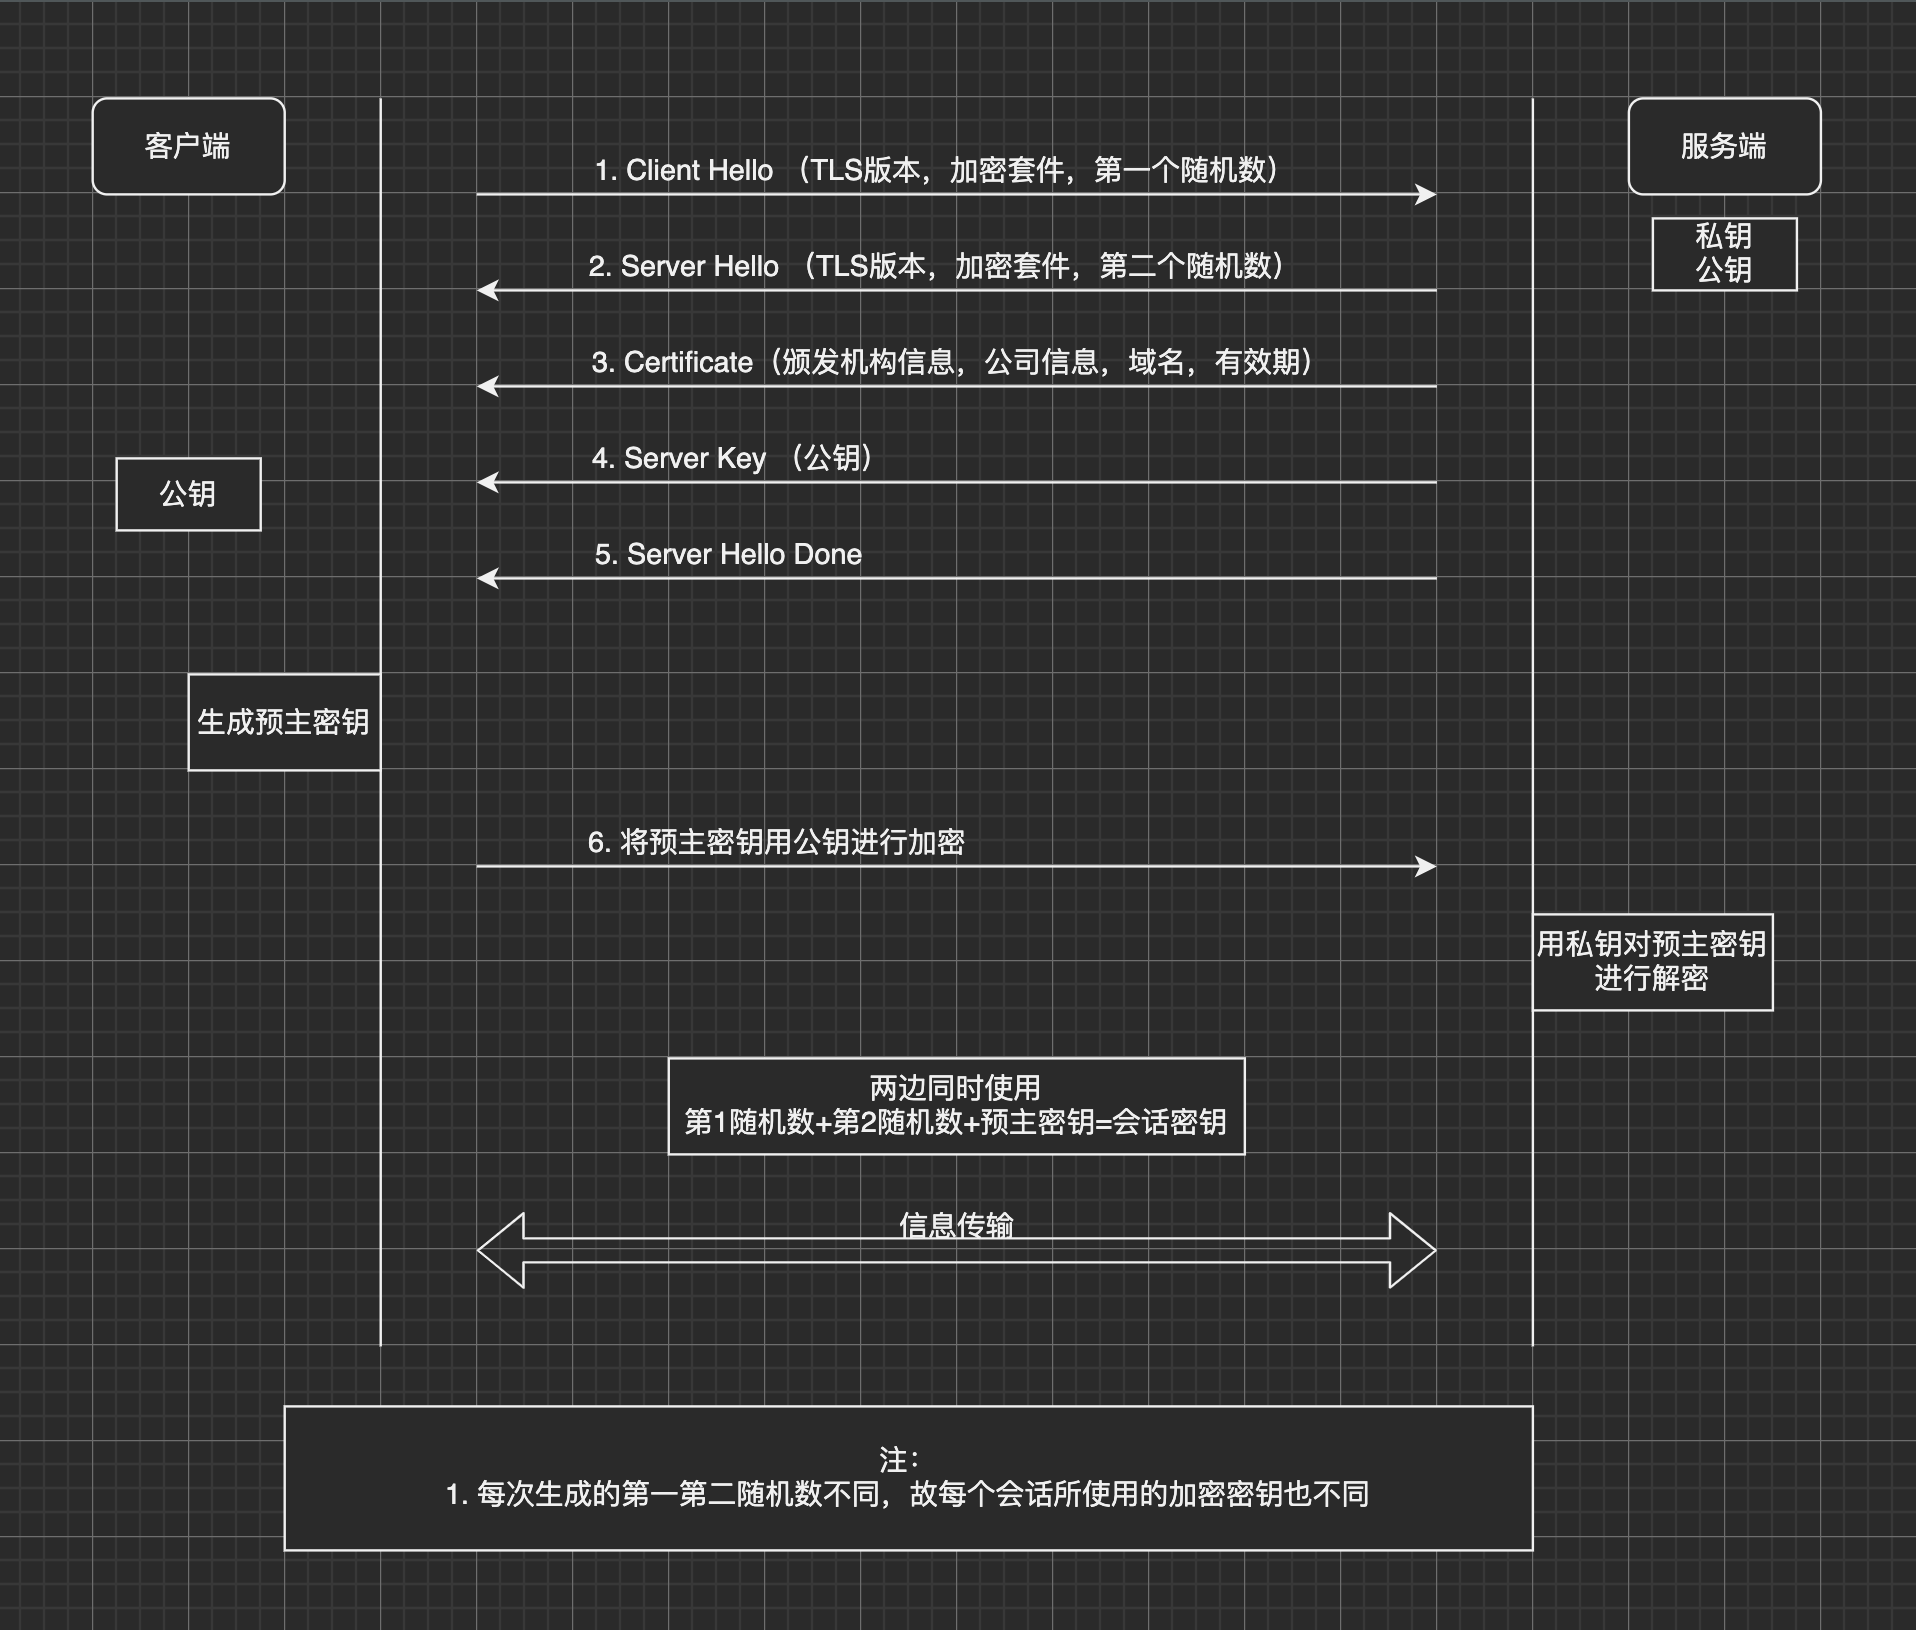 客户端
服务端
1. Client Hello （TLS版本，加密套件，第一个随机数）
私钥
公钥
2. Server Hello （TLS版本，加密套件，第二个随机数）
3. Certificate（颁发机构信息，公司信息，域名，有效期）
4. Server Key （公钥）
公钥
5. Server Hello Done
生成预主密钥
6. 将预主密钥用公钥进行加密
用私钥对预主密钥
进行解密
两边同时使用
第1随机数+第2随机数+预主密钥=会话密钥
信息传输
注：
1. 每次生成的第一第二随机数不同，故每个会话所使用的加密密钥也不同